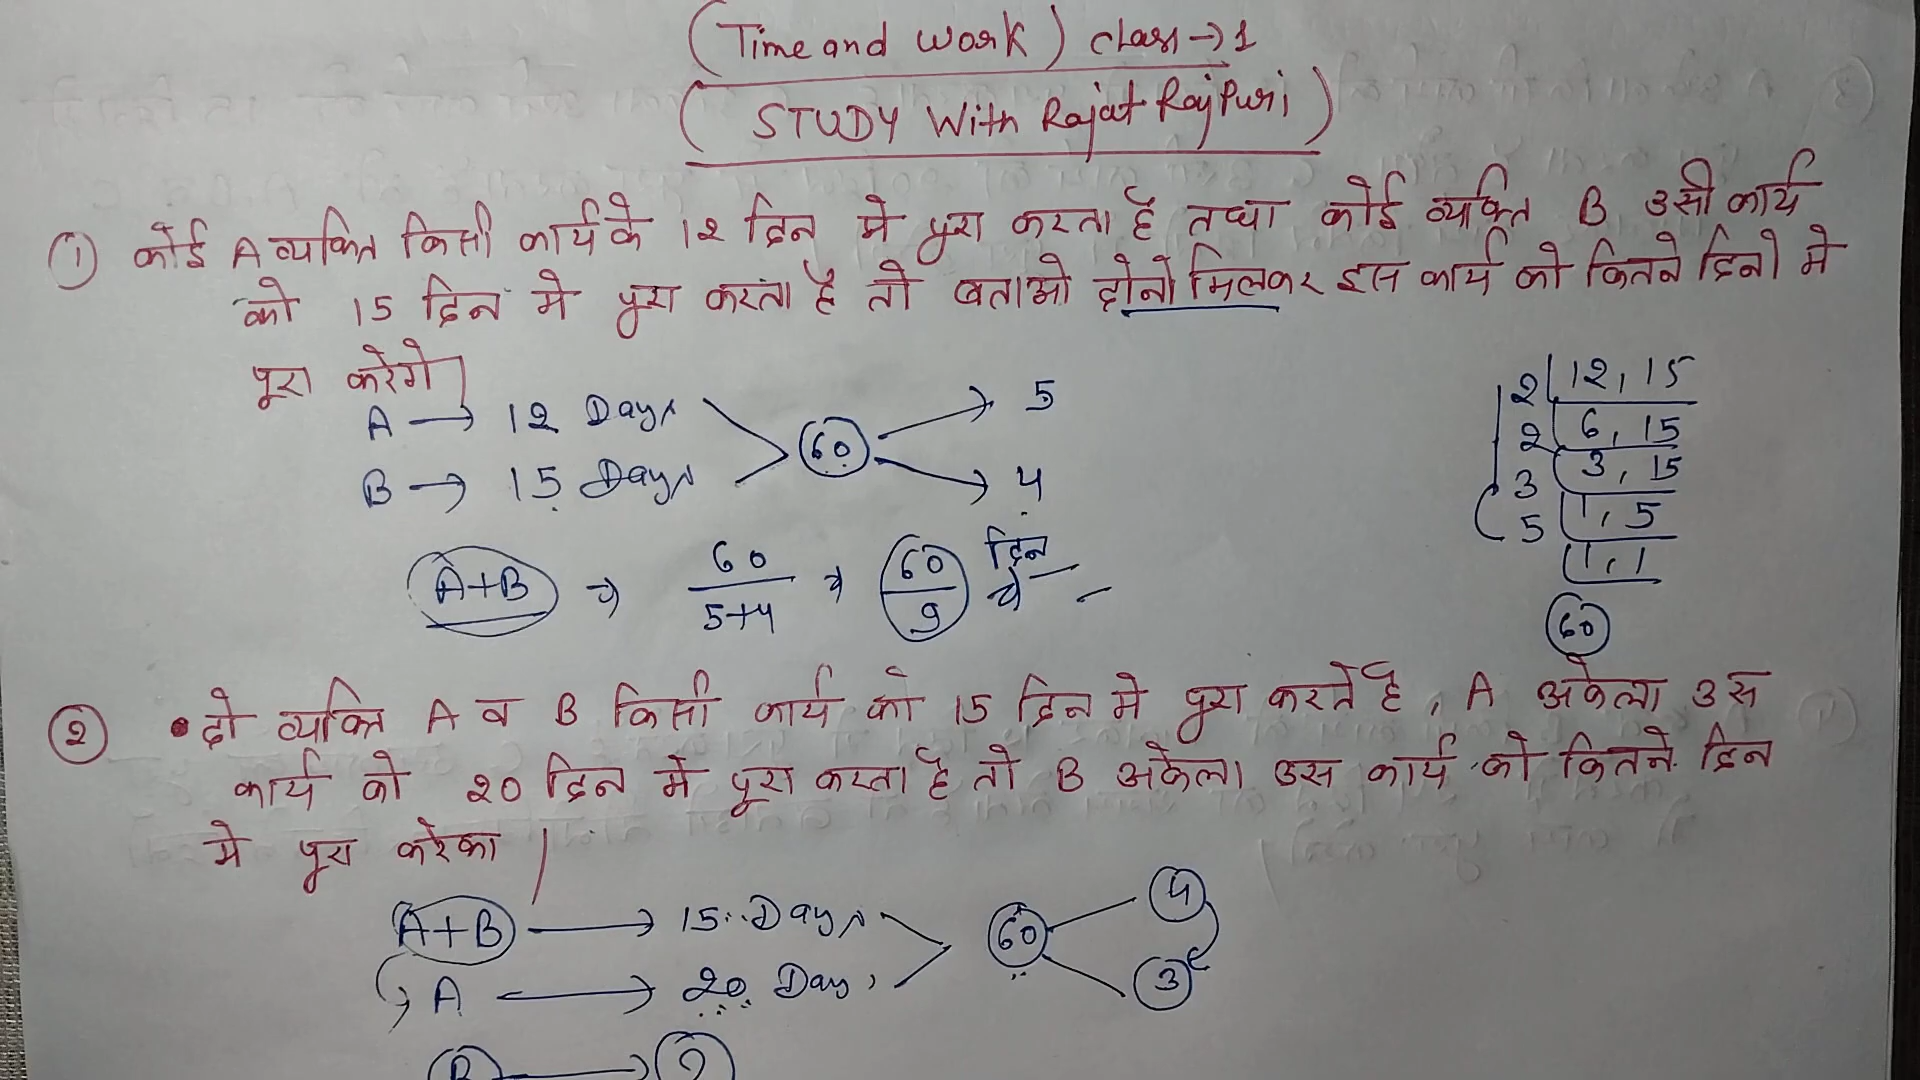 (Time and work) class → 1
(STUDY With Rajat Rajpuri)
① कोई A व्यक्ति किसी कार्य के 12 दिन मे पूरा करता है तथा कोई व्यक्ति B उसी कार्य
को 15 दिन मे पूरा करता है तो बताओ दोनो मिलकर इस कार्य को कितने दिनो मे
पूरा करेगे।
A → 12 Days
B → 15 Days
60
5
4
A+B → 60/(5+4) → 60/9 दिन मे
2 | 12, 15
2 | 6, 15
3 | 3, 15
5 | 1, 5
1, 1
60
② • दो व्यक्ति A व B किसी कार्य को 15 दिन मे पूरा करते है, A अकेला उस
कार्य को 20 दिन मे पूरा करता है तो B अकेला उस कार्य को कितने दिन
मे पूरा करेका।
A+B → 15 Days
A → 20 Days
60
4
3
B → ?